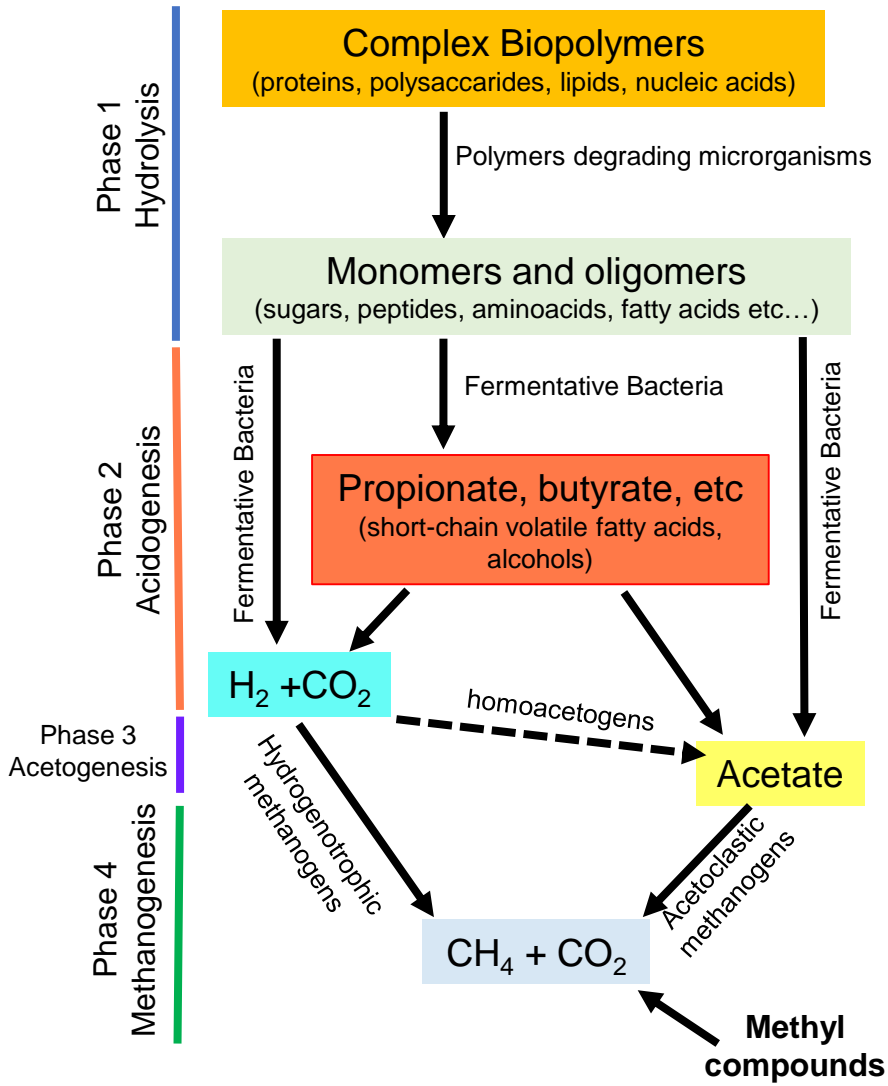 Complex Biopolymers
(proteins, polysaccarides, lipids, nucleic acids)
Phase 1
Hydrolysis
Polymers degrading microrganisms
Monomers and oligomers
(sugars, peptides, aminoacids, fatty acids etc…)
Phase 2
Acidogenesis
Fermentative Bacteria
Fermentative Bacteria
Fermentative Bacteria
Propionate, butyrate, etc
(short-chain volatile fatty acids,
alcohols)
H₂ +CO₂
homoacetogens
Phase 3
Acetogenesis
Acetate
Phase 4
Methanogenesis
Hydrogenotrophic
methanogens
Acetoclastic
methanogens
CH₄ + CO₂
Methyl
compounds